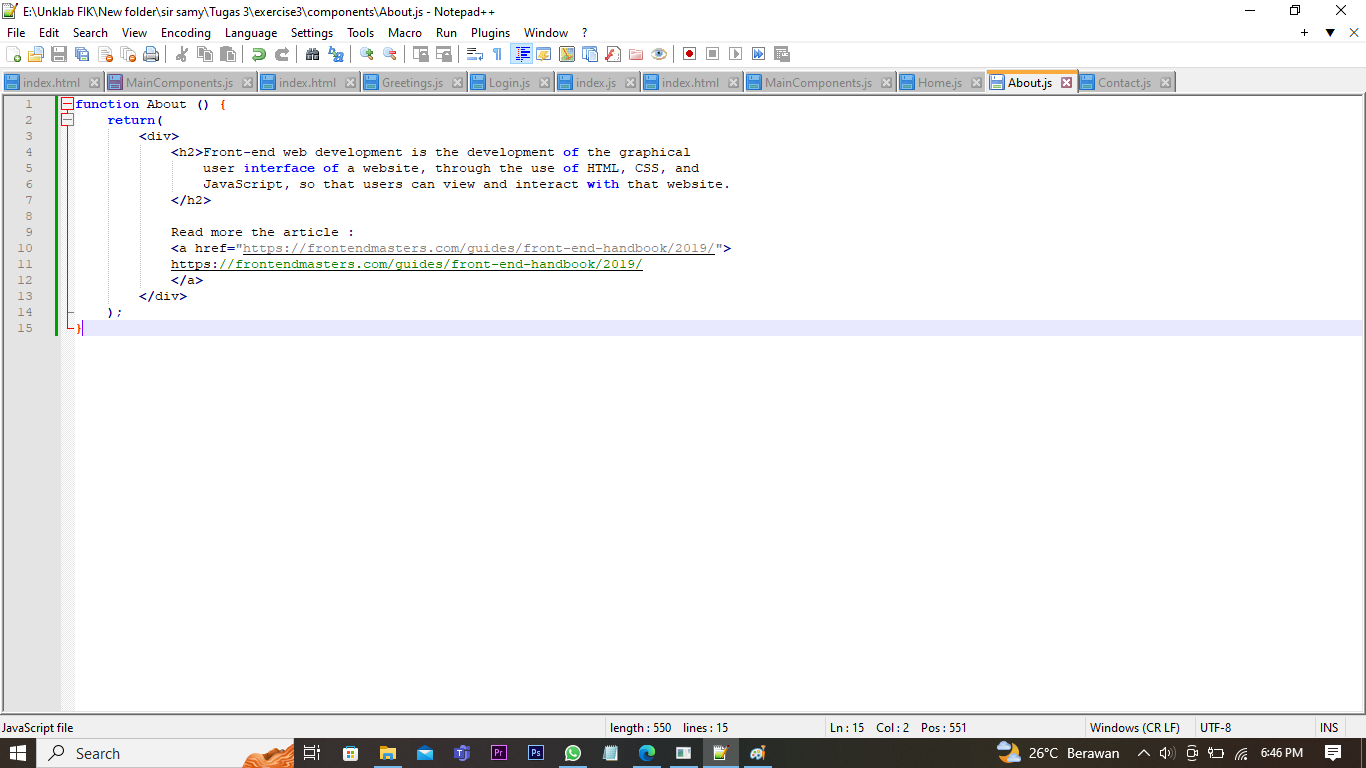 E:\Unklab FIK\New folder\sir samy\Tugas 3\exercise3\components\About.js - Notepad++
File Edit Search View Encoding Language Settings Tools Macro Run Plugins Window ?
index.html MainComponents.js index.html Greetings.js Login.js index.js index.html MainComponents.js Home.js About.js Contact.js
1 function About () {
2 return(
3 <div>
4 <h2>Front-end web development is the development of the graphical
5 user interface of a website, through the use of HTML, CSS, and
6 JavaScript, so that users can view and interact with that website.
7 </h2>
8
9 Read more the article :
10 <a href="https://frontendmasters.com/guides/front-end-handbook/2019/">
11 https://frontendmasters.com/guides/front-end-handbook/2019/
12 </a>
13 </div>
14 );
15 }
JavaScript file length : 550 lines : 15 Ln : 15 Col : 2 Pos : 551 Windows (CR LF) UTF-8 INS
Search Pr Ps 26°C Berawan 6:46 PM